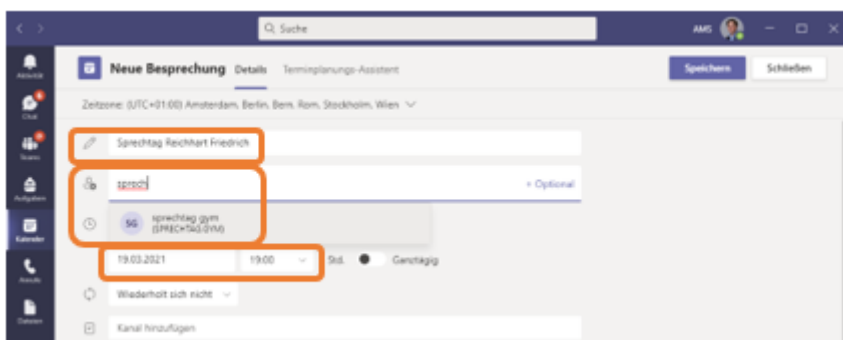 Suche
AMS
Aktivität
Neue Besprechung Details Terminplanungs-Assistent
Speichern Schließen
Chat
Zeitzone: (UTC+01:00) Amsterdam, Berlin, Bern, Rom, Stockholm, Wien
Teams
Sprechtag Reichhart Friedrich
Aufgaben
sprech
+ Optional
Kalender
SG sprechtag gym
(SPRECHTAG.GYM)
Anrufe
19.03.2021 19:00 Std. Ganztägig
Wiederholt sich nicht
Dateien
Kanal hinzufügen